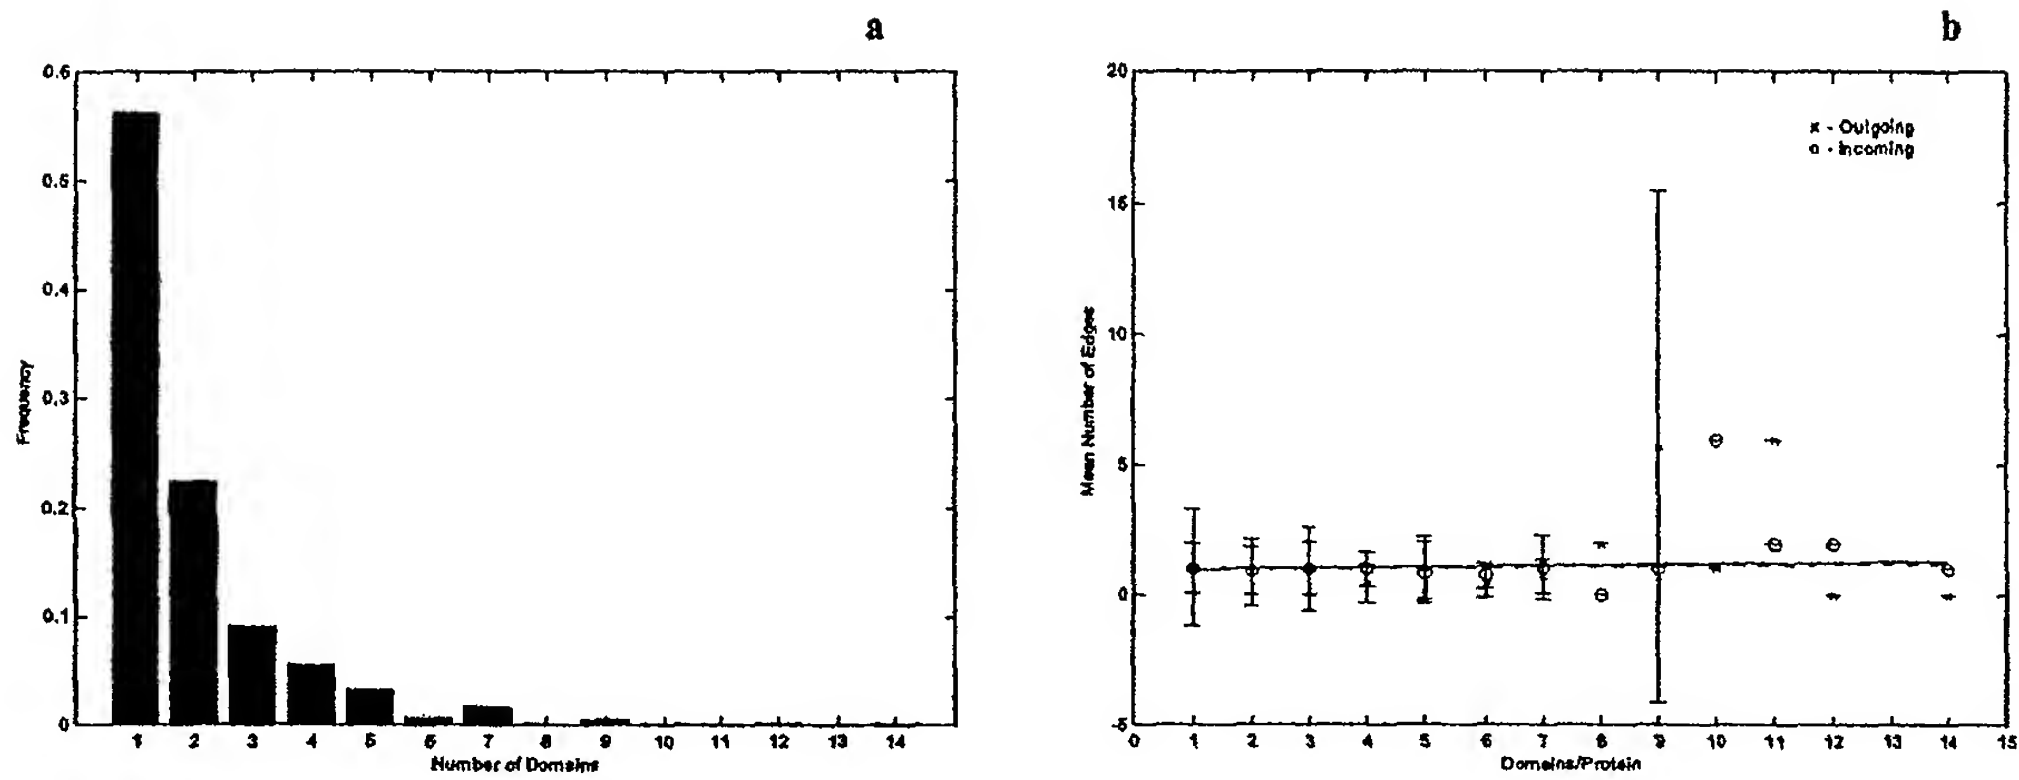 a
0.6
0.5
0.4
0.3
0.2
0.1
0
Frequency
1 2 3 4 5 6 7 8 9 10 11 12 13 14
Number of Domains
b
20
15
10
5
0
-5
Mean Number of Edges
x - Outgoing
o - Incoming
0 1 2 3 4 5 6 7 8 9 10 11 12 13 14 15
Domains/Protein